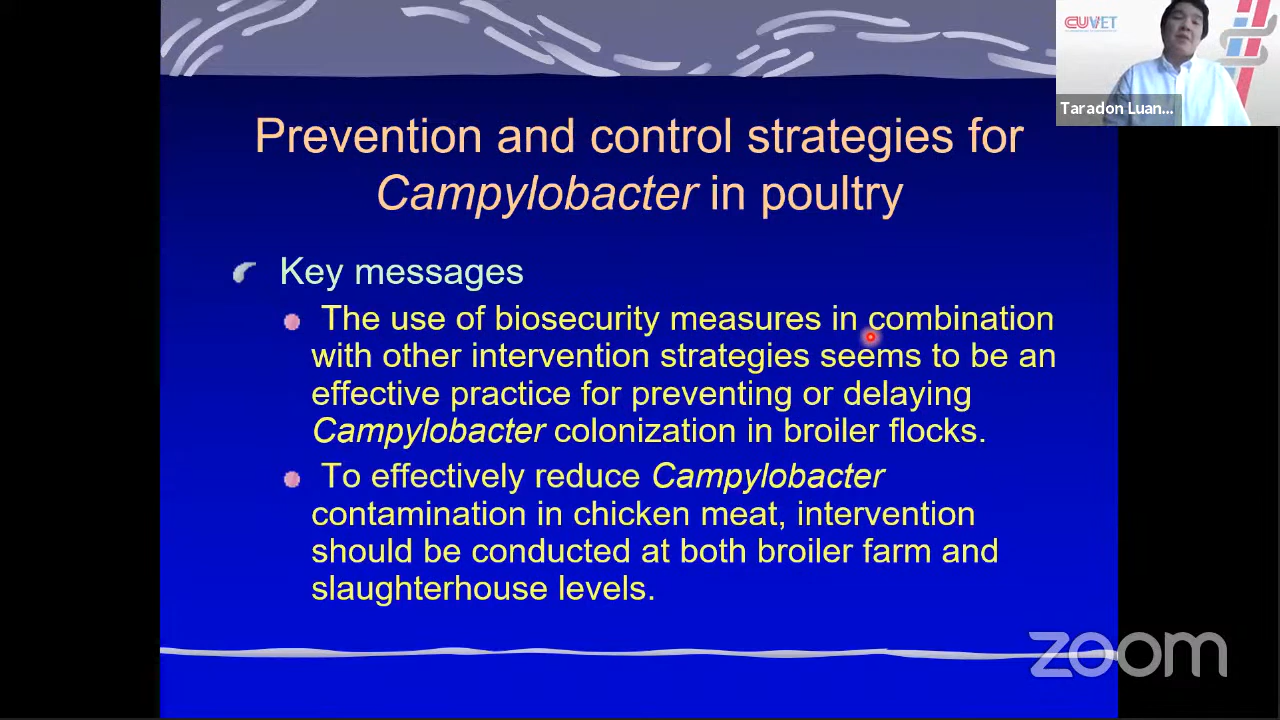 CUVET
Taradon Luan...
Prevention and control strategies for
Campylobacter in poultry
Key messages
The use of biosecurity measures in combination
with other intervention strategies seems to be an
effective practice for preventing or delaying
Campylobacter colonization in broiler flocks.
To effectively reduce Campylobacter
contamination in chicken meat, intervention
should be conducted at both broiler farm and
slaughterhouse levels.
zoom